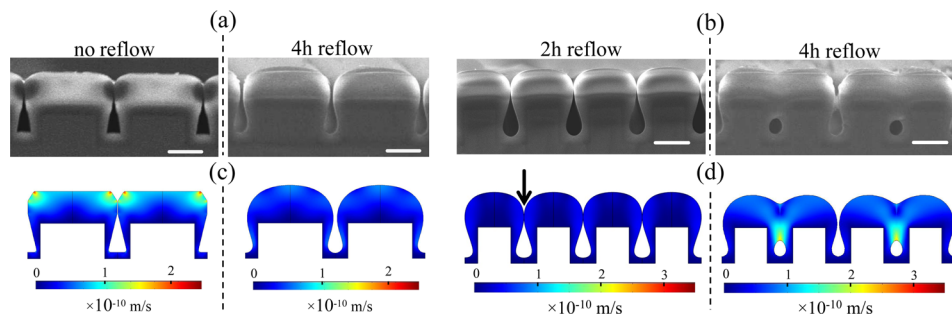 (a)
(b)
no reflow
4h reflow
2h reflow
4h reflow
(c)
(d)
0 1 2
0 1 2
0 1 2 3
0 1 2 3
×10⁻¹⁰ m/s
×10⁻¹⁰ m/s
×10⁻¹⁰ m/s
×10⁻¹⁰ m/s